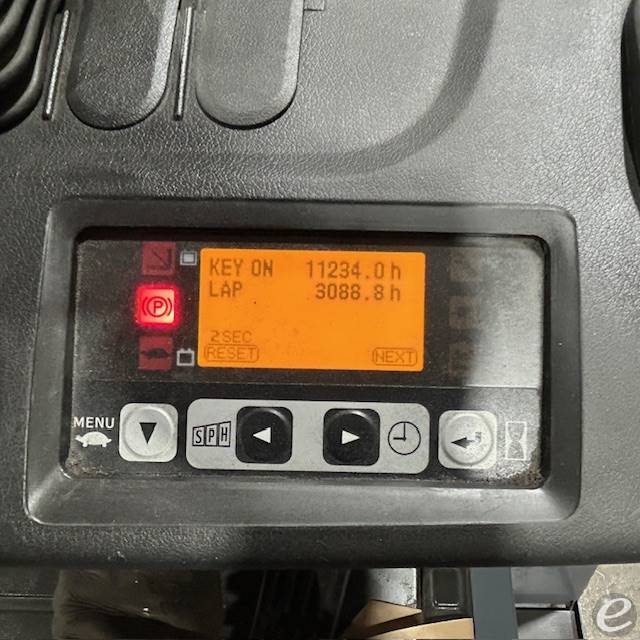 KEY ON 11234.0h
LAP 3088.8h
2SEC
RESET NEXT
P
MENU
SPH
e